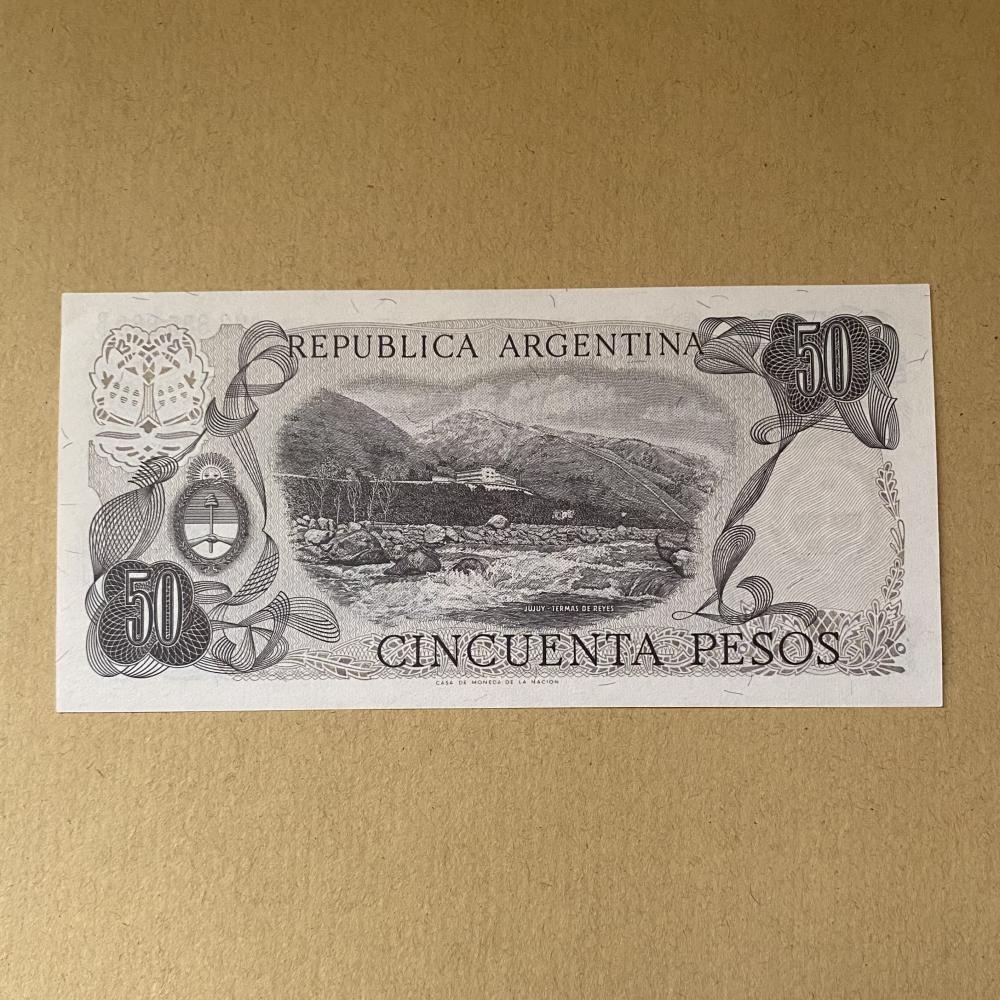 REPUBLICA ARGENTINA
50
50
JUJUY - TERMAS DE REYES
CINCUENTA PESOS
CASA DE MONEDA DE LA NACION